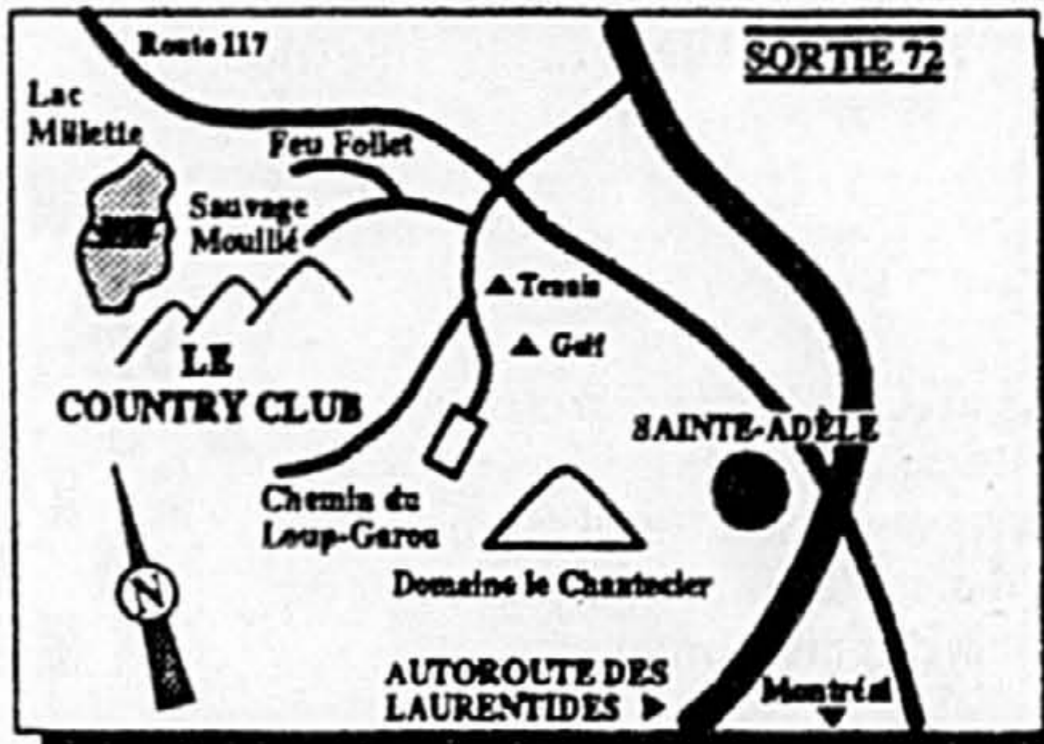 Route 117
SORTIE 72
Lac
Millette
Feu Follet
Sauvage
Mouillé
Tennis
Golf
LE
COUNTRY CLUB
SAINTE-ADÈLE
Chemin du
Loup-Garou
N
Domaine le Chantecler
AUTOROUTE DES
LAURENTIDES
Montréal